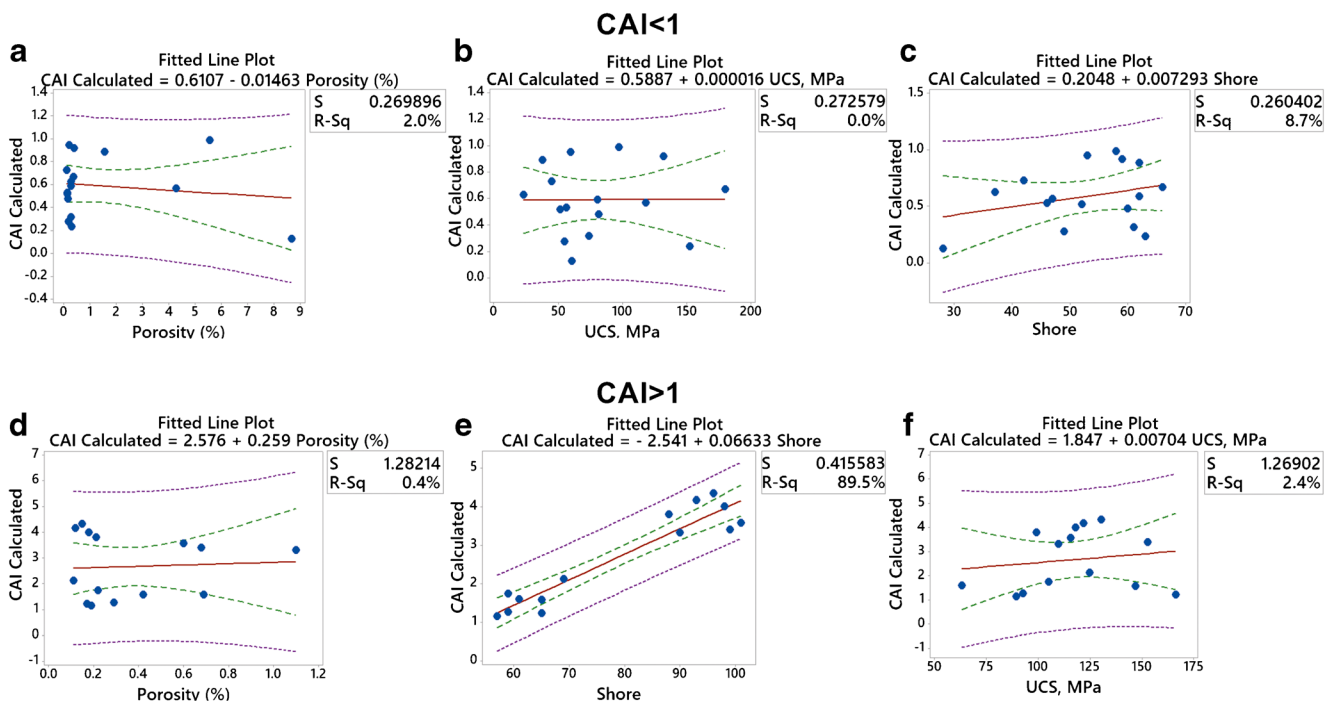 CAI<1
a
Fitted Line Plot
CAI Calculated = 0.6107 - 0.01463 Porosity (%)
S 0.269896
R-Sq 2.0%
1.4
1.2
1.0
0.8
0.6
0.4
0.2
0.0
-0.2
-0.4
CAI Calculated
0 1 2 3 4 5 6 7 8 9
Porosity (%)
b
Fitted Line Plot
CAI Calculated = 0.5887 + 0.000016 UCS, MPa
S 0.272579
R-Sq 0.0%
1.4
1.2
1.0
0.8
0.6
0.4
0.2
0.0
CAI Calculated
0 50 100 150 200
UCS, MPa
c
Fitted Line Plot
CAI Calculated = 0.2048 + 0.007293 Shore
S 0.260402
R-Sq 8.7%
1.5
1.0
0.5
0.0
CAI Calculated
30 40 50 60 70
Shore
CAI>1
d
Fitted Line Plot
CAI Calculated = 2.576 + 0.259 Porosity (%)
S 1.28214
R-Sq 0.4%
7
6
5
4
3
2
1
0
-1
CAI Calculated
0.2 0.4 0.6 0.8 1.0 1.2
Porosity (%)
e
Fitted Line Plot
CAI Calculated = - 2.541 + 0.06633 Shore
S 0.415583
R-Sq 89.5%
5
4
3
2
1
0
CAI Calculated
60 70 80 90 100
Shore
f
Fitted Line Plot
CAI Calculated = 1.847 + 0.00704 UCS, MPa
S 1.26902
R-Sq 2.4%
7
6
5
4
3
2
1
0
-1
CAI Calculated
50 75 100 125 150 175
UCS, MPa